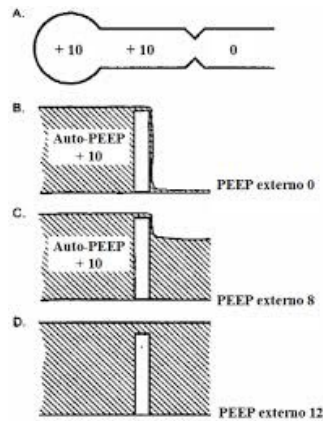 A.
+ 10 + 10 0
B.
Auto-PEEP
+ 10
PEEP externo 0
C.
Auto-PEEP
+ 10
PEEP externo 8
D.
PEEP externo 12